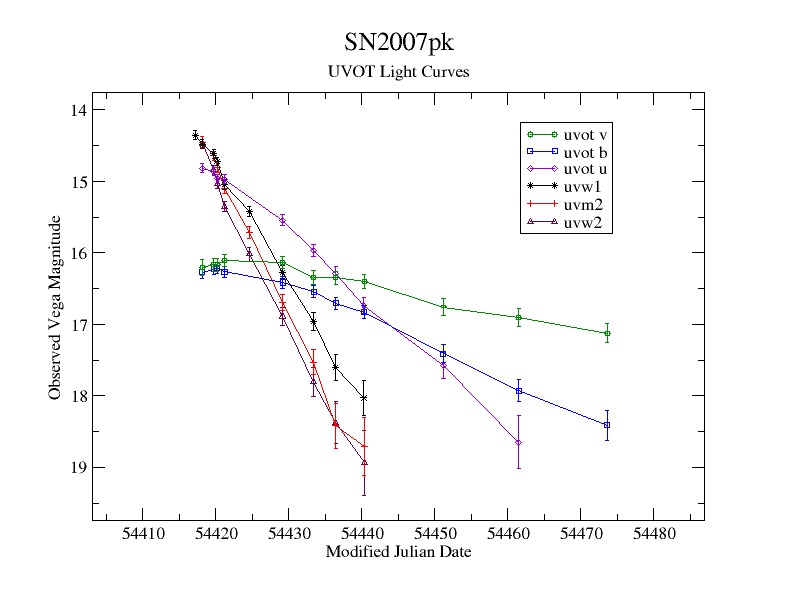 SN2007pk
UVOT Light Curves
uvot v
uvot b
uvot u
uvw1
uvm2
uvw2
Observed Vega Magnitude
14
15
16
17
18
19
54410 54420 54430 54440 54450 54460 54470 54480
Modified Julian Date